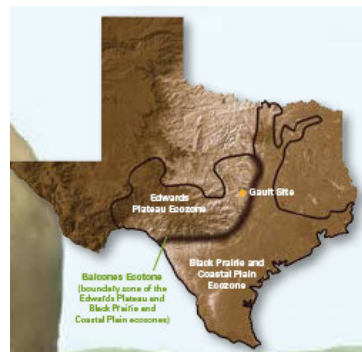 Edwards
Plateau Ecozone
Gault Site
Black Prairie and
Coastal Plain
Ecozone
Balcones Ecotone
(boundary zone of the
Edwards Plateau and
Black Prairie and
Coastal Plain ecozones)